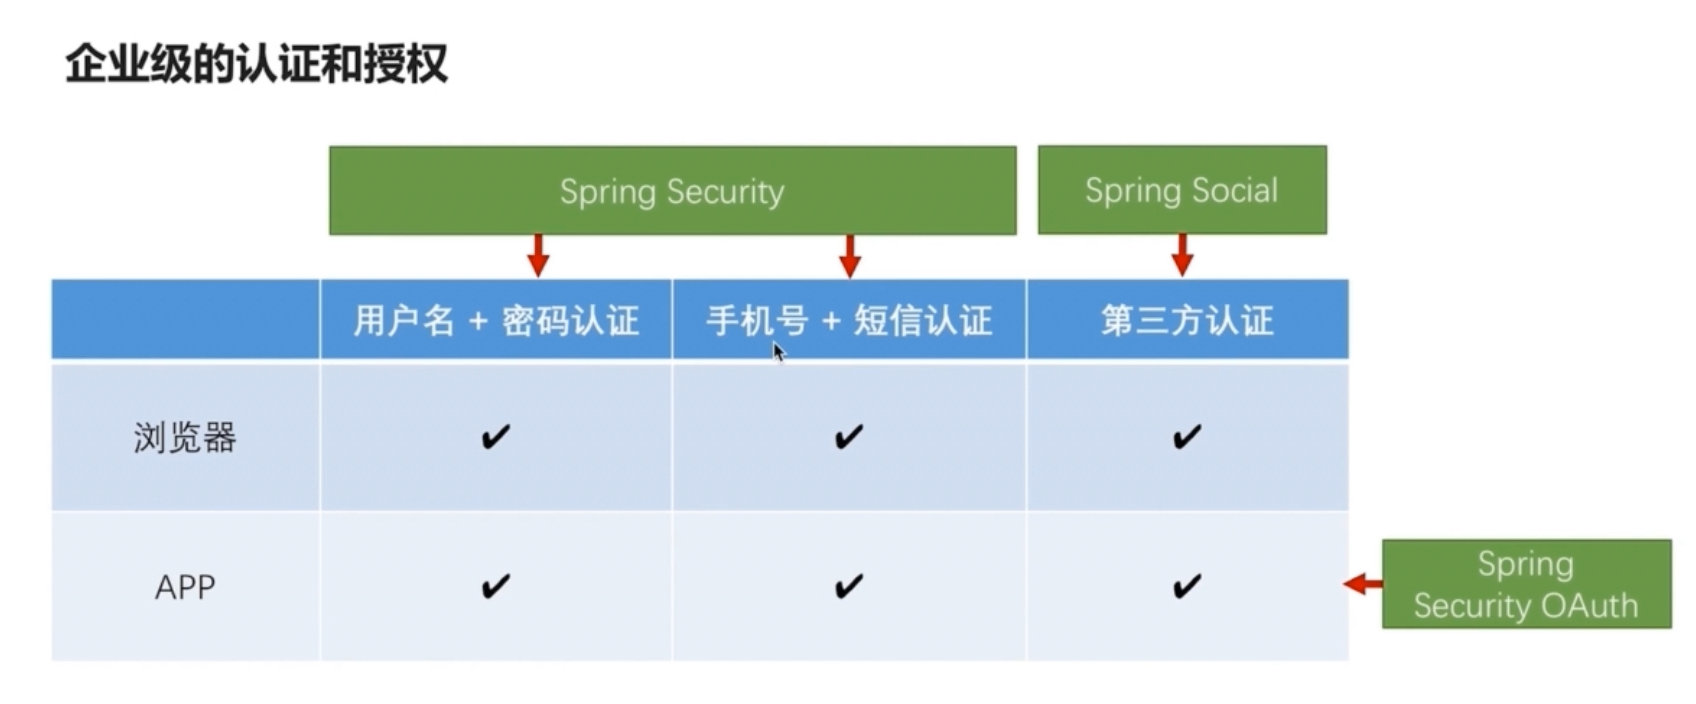 企业级的认证和授权
Spring Security
Spring Social
用户名 + 密码认证
手机号 + 短信认证
第三方认证
浏览器
✔ ✔ ✔
APP
✔ ✔ ✔
Spring
Security OAuth